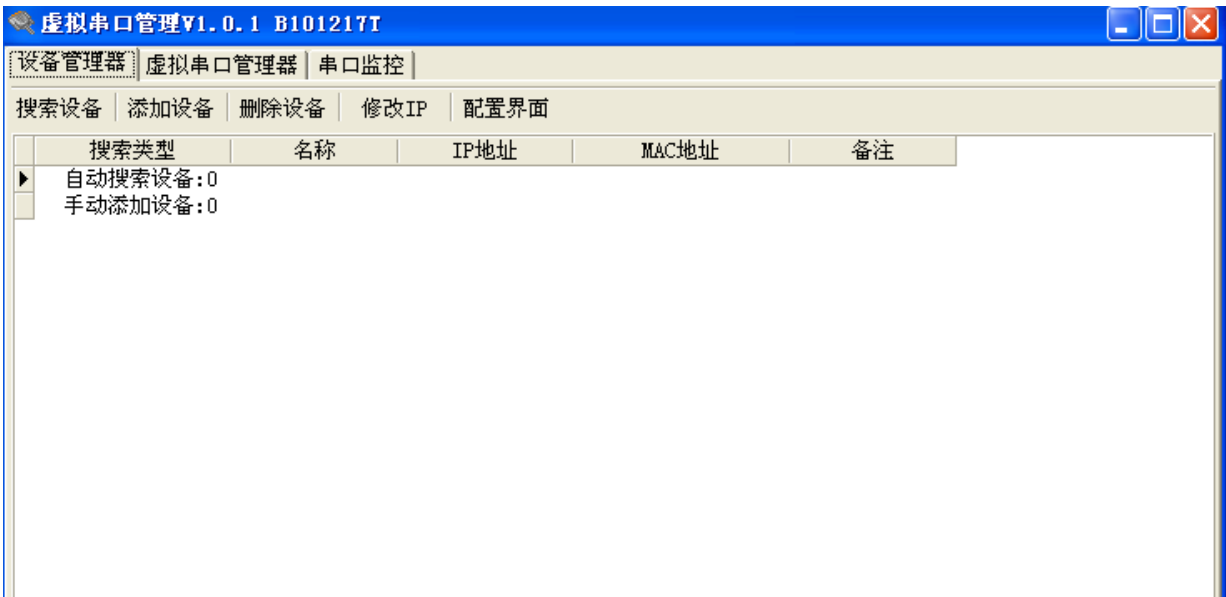 虚拟串口管理V1.0.1 B101217T
设备管理器 虚拟串口管理器 串口监控
搜索设备 添加设备 删除设备 修改IP 配置界面
搜索类型 名称 IP地址 MAC地址 备注
自动搜索设备:0
手动添加设备:0